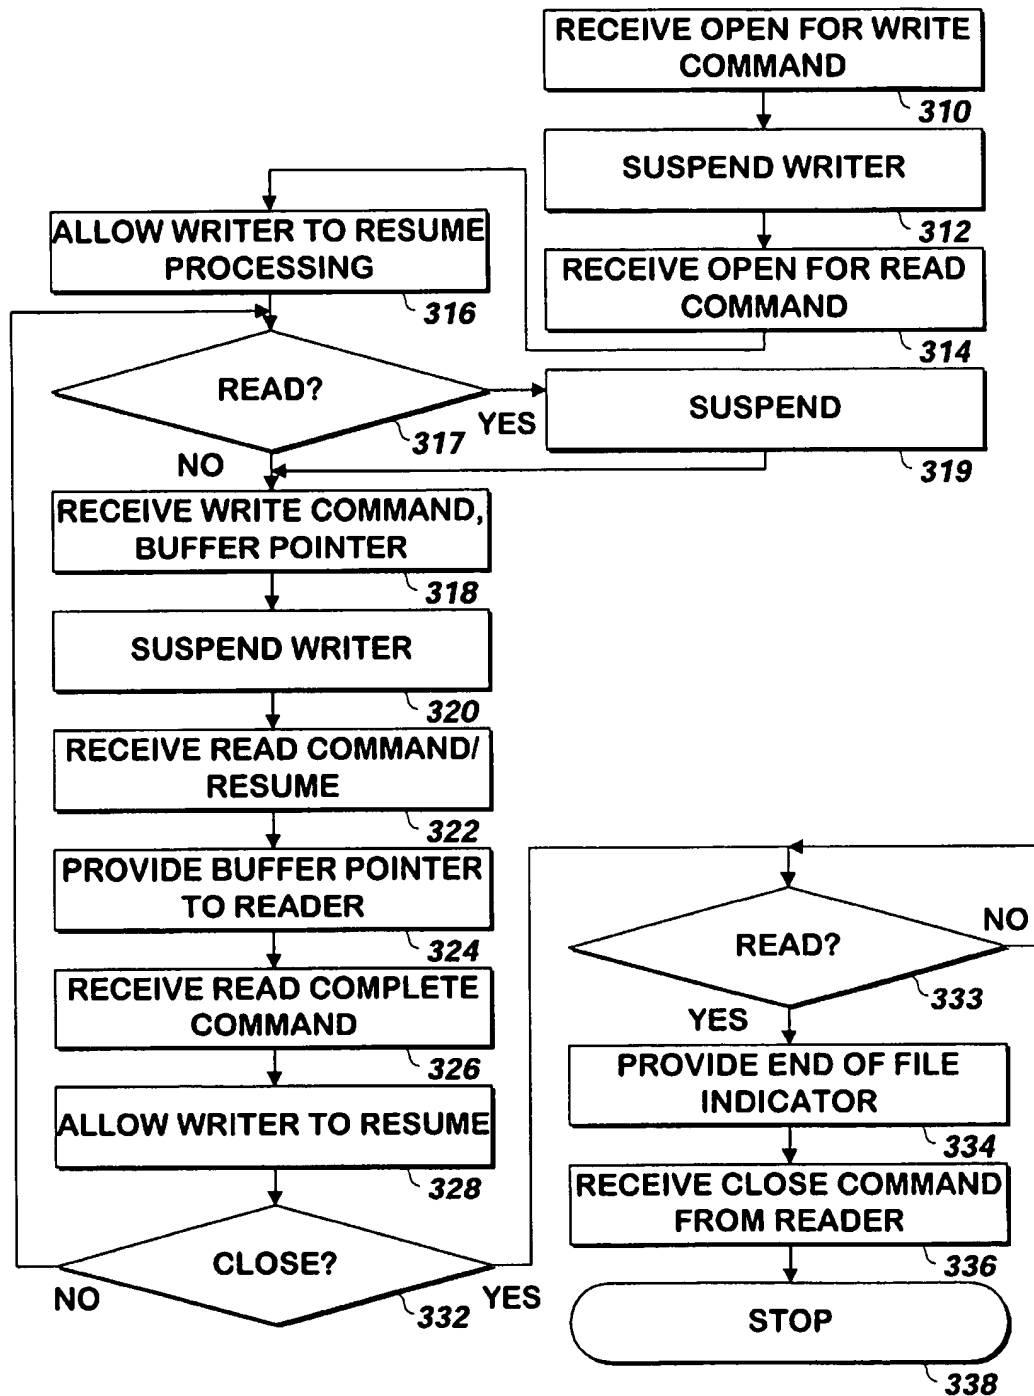 RECEIVE OPEN FOR WRITE
COMMAND
310
SUSPEND WRITER
312
RECEIVE OPEN FOR READ
COMMAND
314
ALLOW WRITER TO RESUME
PROCESSING
316
READ?
317
YES
NO
SUSPEND
319
RECEIVE WRITE COMMAND,
BUFFER POINTER
318
SUSPEND WRITER
320
RECEIVE READ COMMAND/
RESUME
322
PROVIDE BUFFER POINTER
TO READER
324
RECEIVE READ COMPLETE
COMMAND
326
ALLOW WRITER TO RESUME
328
CLOSE?
332
NO
YES
READ?
333
NO
YES
PROVIDE END OF FILE
INDICATOR
334
RECEIVE CLOSE COMMAND
FROM READER
336
STOP
338